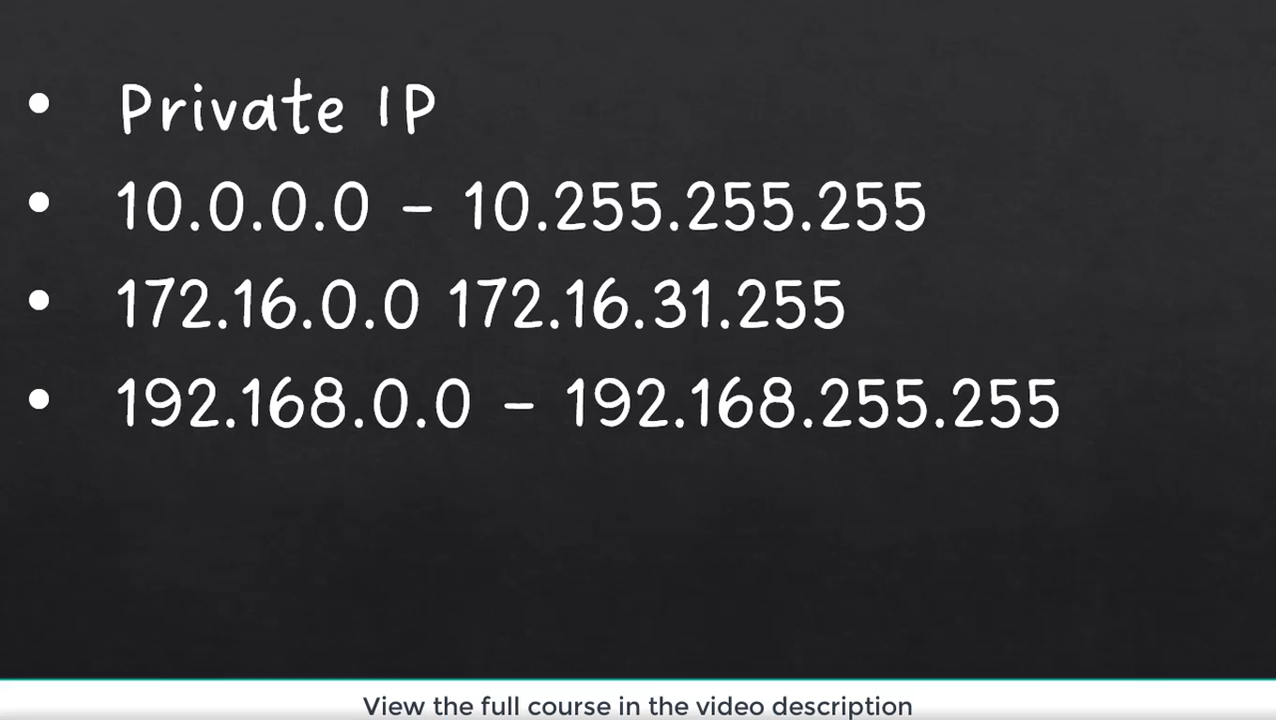 • Private IP
• 10.0.0.0 - 10.255.255.255
• 172.16.0.0 172.16.31.255
• 192.168.0.0 - 192.168.255.255
View the full course in the video description